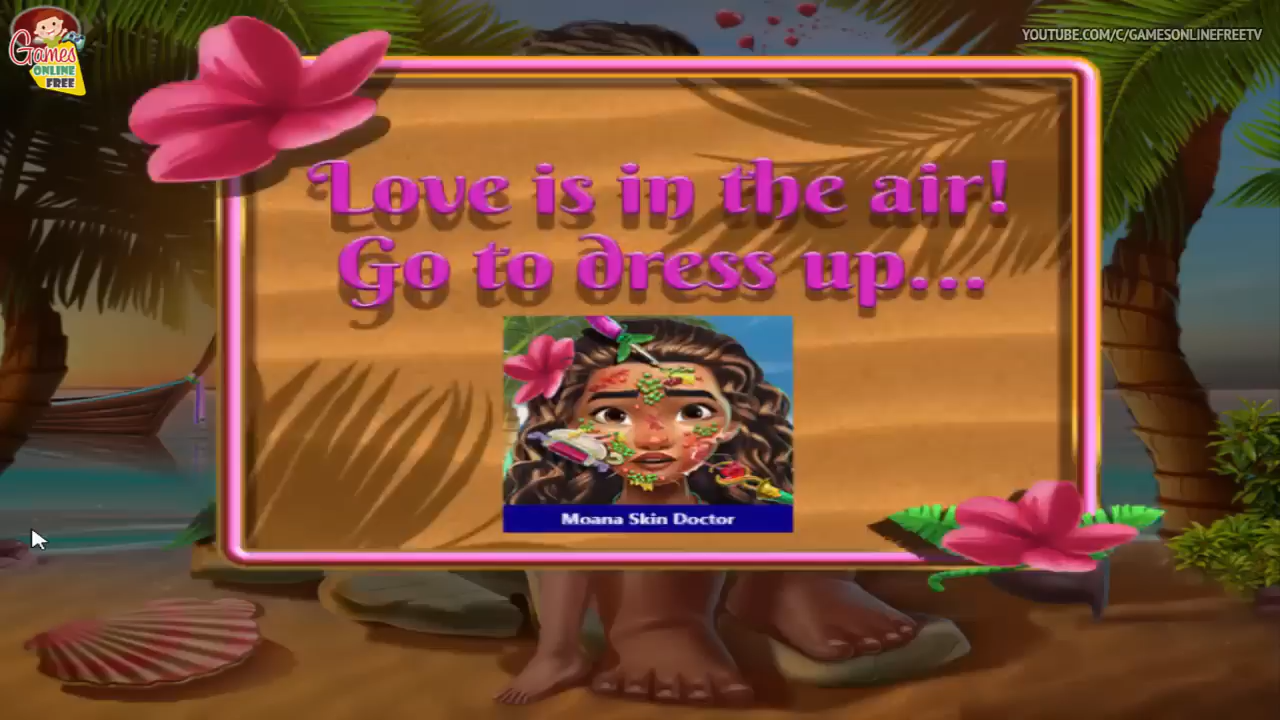 Games
ONLINE
FREE
YOUTUBE.COM/C/GAMESONLINEFREETV
Love is in the air!
Go to dress up...
Moana Skin Doctor